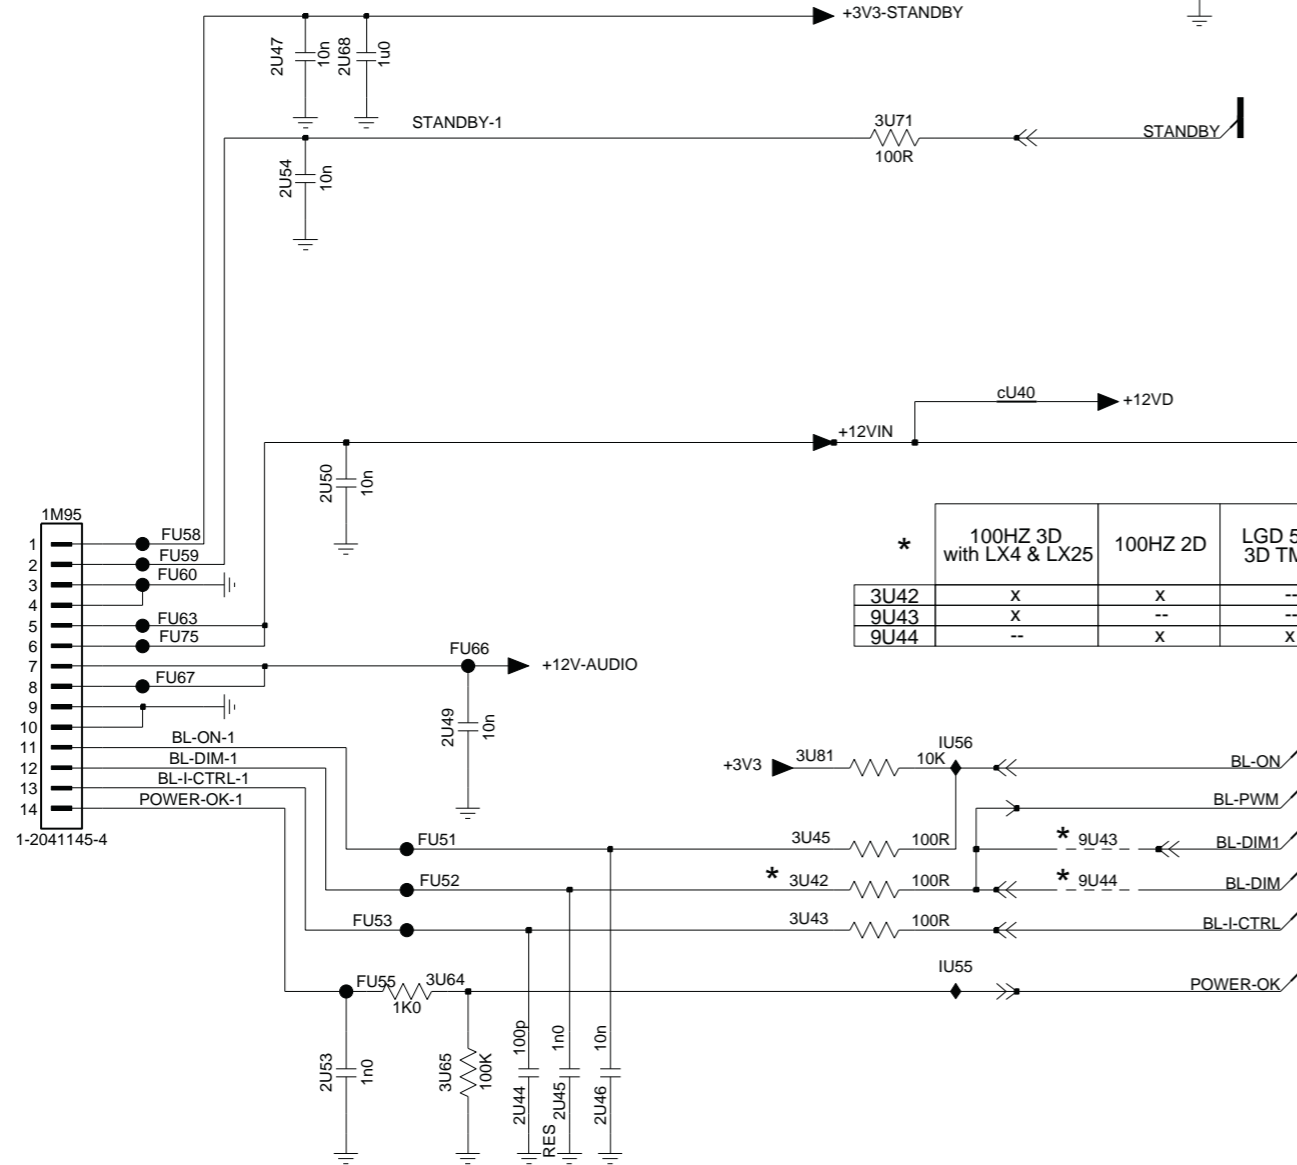 +3V3-STANDBY
2U47
10n
2U68
1u0
STANDBY-1
3U71
100R
STANDBY
2U54
10n
cU40
+12VD
+12VIN
2U50
10n
1M95
1 FU58
2 FU59
3 FU60
4
5 FU63
6 FU75
7
8 FU67
9
10
11 BL-ON-1
12 BL-DIM-1
13 BL-I-CTRL-1
14 POWER-OK-1
1-2041145-4
FU66
+12V-AUDIO
2U49
10n
* 100HZ 3D with LX4 & LX25 100HZ 2D LGD 5 3D TM
3U42 x x --
9U43 x -- --
9U44 -- x x
+3V3 3U81 10K IU56 BL-ON
BL-PWM
FU51 3U45 100R * 9U43 BL-DIM1
FU52 * 3U42 100R * 9U44 BL-DIM
FU53 3U43 100R BL-I-CTRL
FU55 3U64 1K0 IU55 POWER-OK
2U53
1n0
3U65
100K
2U44
100p
RES
2U45
1n0
2U46
10n